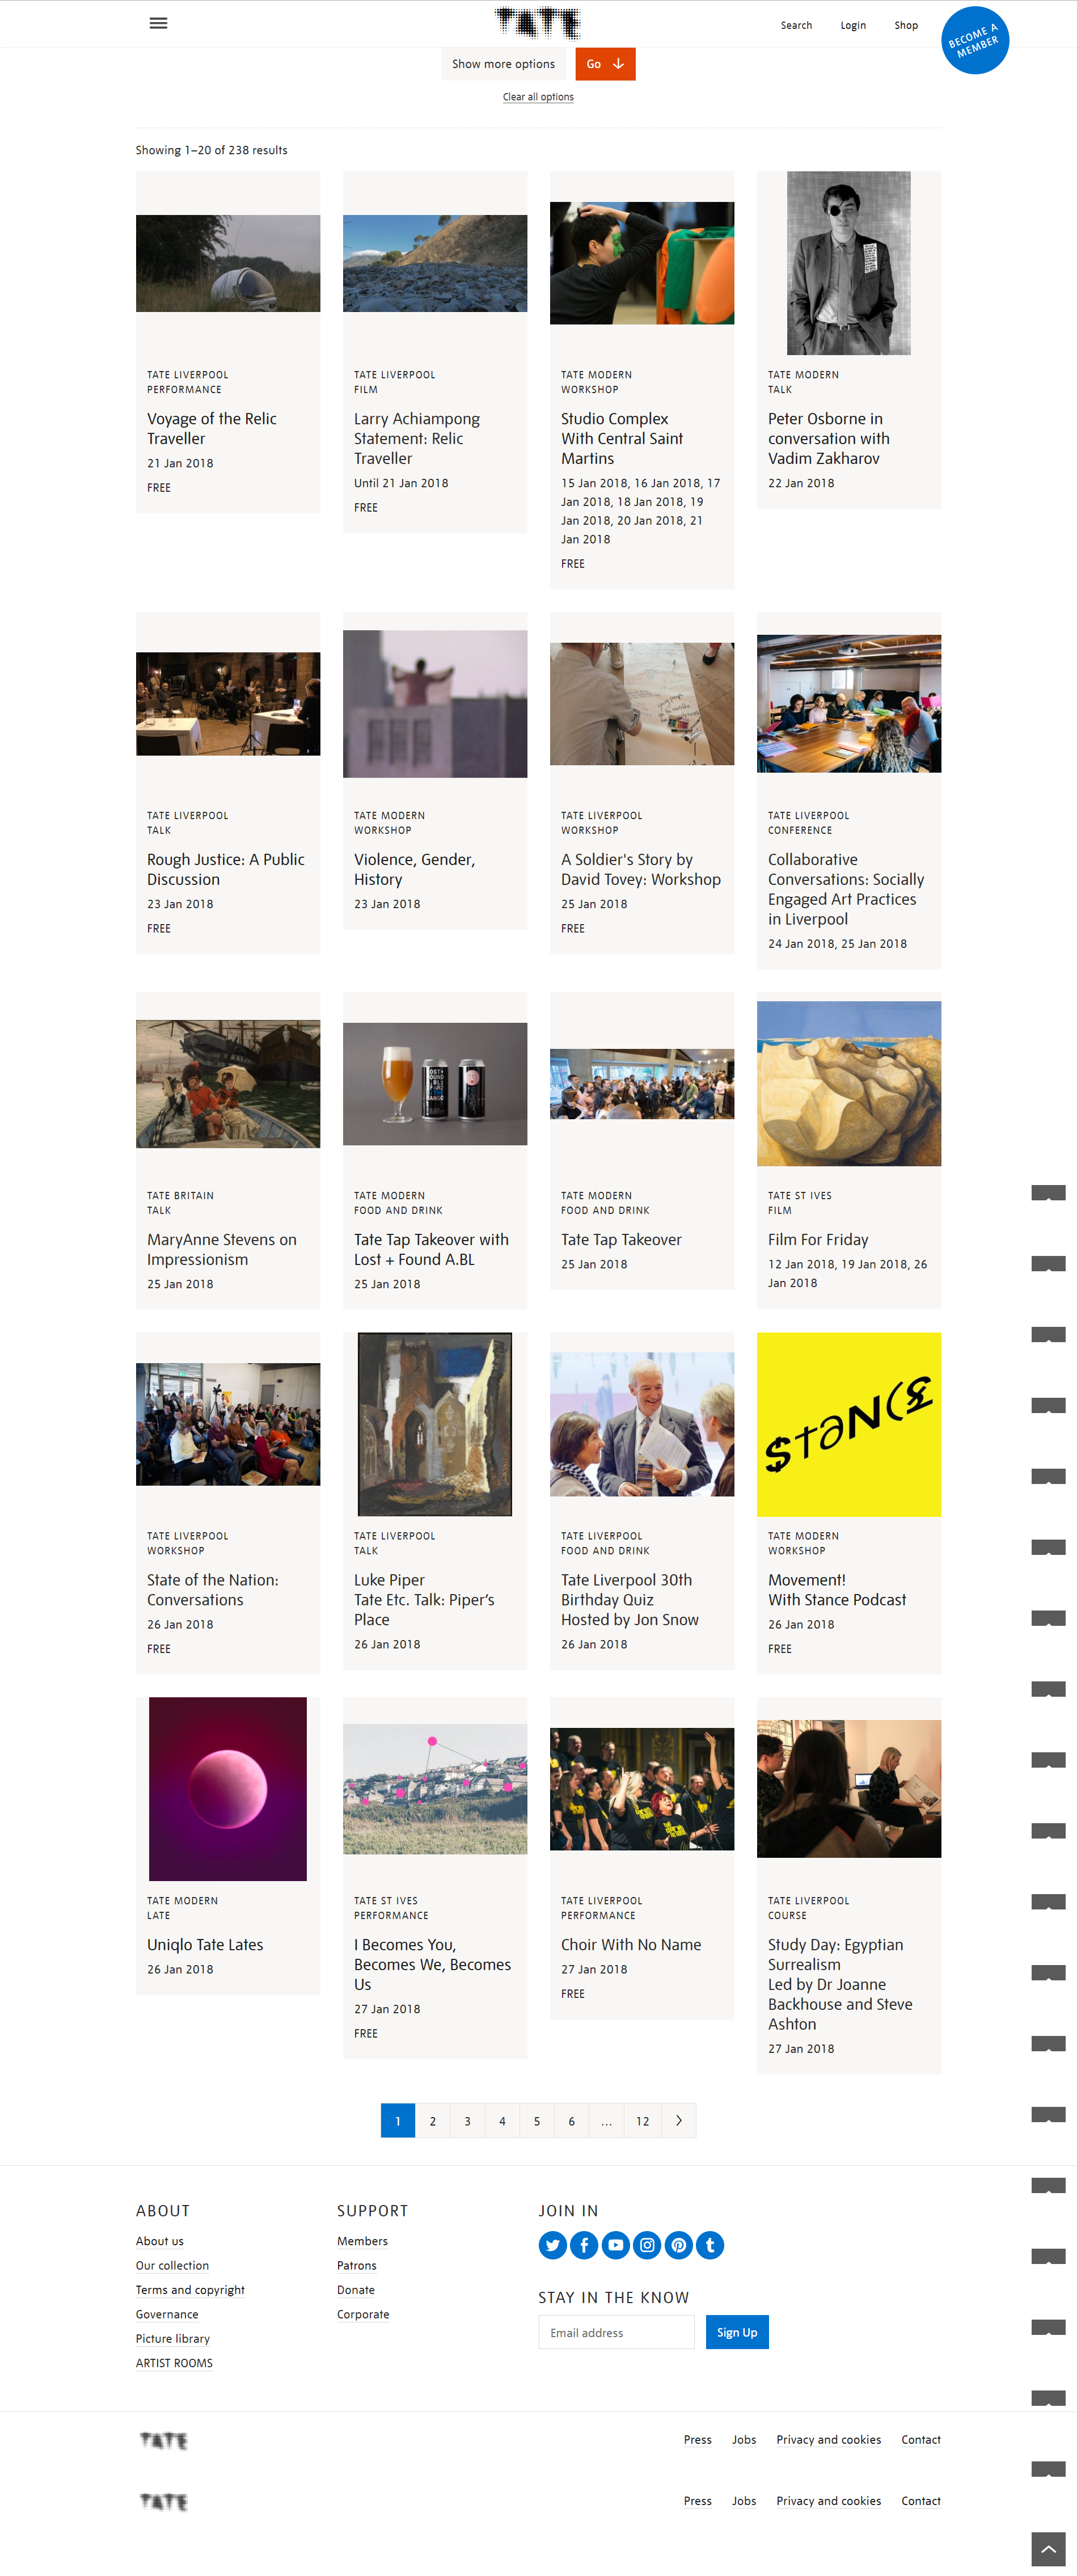 TATE
Search
Login
Shop
BECOME A
MEMBER
Show more options
Go
Clear all options
Showing 1–20 of 238 results
TATE LIVERPOOL
PERFORMANCE
Voyage of the Relic
Traveller
21 Jan 2018
FREE
TATE LIVERPOOL
FILM
Larry Achiampong
Statement: Relic
Traveller
Until 21 Jan 2018
FREE
TATE MODERN
WORKSHOP
Studio Complex
With Central Saint
Martins
15 Jan 2018, 16 Jan 2018, 17
Jan 2018, 18 Jan 2018, 19
Jan 2018, 20 Jan 2018, 21
Jan 2018
FREE
TATE MODERN
TALK
Peter Osborne in
conversation with
Vadim Zakharov
22 Jan 2018
TATE LIVERPOOL
TALK
Rough Justice: A Public
Discussion
23 Jan 2018
FREE
TATE MODERN
WORKSHOP
Violence, Gender,
History
23 Jan 2018
TATE LIVERPOOL
WORKSHOP
A Soldier's Story by
David Tovey: Workshop
25 Jan 2018
FREE
TATE LIVERPOOL
CONFERENCE
Collaborative
Conversations: Socially
Engaged Art Practices
in Liverpool
24 Jan 2018, 25 Jan 2018
TATE BRITAIN
TALK
MaryAnne Stevens on
Impressionism
25 Jan 2018
TATE MODERN
FOOD AND DRINK
Tate Tap Takeover with
Lost + Found A.BL
25 Jan 2018
TATE MODERN
FOOD AND DRINK
Tate Tap Takeover
25 Jan 2018
TATE ST IVES
FILM
Film For Friday
12 Jan 2018, 19 Jan 2018, 26
Jan 2018
TATE LIVERPOOL
WORKSHOP
State of the Nation:
Conversations
26 Jan 2018
FREE
TATE LIVERPOOL
TALK
Luke Piper
Tate Etc. Talk: Piper’s
Place
26 Jan 2018
TATE LIVERPOOL
FOOD AND DRINK
Tate Liverpool 30th
Birthday Quiz
Hosted by Jon Snow
26 Jan 2018
TATE MODERN
WORKSHOP
Movement!
With Stance Podcast
26 Jan 2018
FREE
TATE MODERN
LATE
Uniqlo Tate Lates
26 Jan 2018
TATE ST IVES
PERFORMANCE
I Becomes You,
Becomes We, Becomes
Us
27 Jan 2018
FREE
TATE LIVERPOOL
PERFORMANCE
Choir With No Name
27 Jan 2018
FREE
TATE LIVERPOOL
COURSE
Study Day: Egyptian
Surrealism
Led by Dr Joanne
Backhouse and Steve
Ashton
27 Jan 2018
1 2 3 4 5 6 … 12
ABOUT
About us
Our collection
Terms and copyright
Governance
Picture library
ARTIST ROOMS
SUPPORT
Members
Patrons
Donate
Corporate
JOIN IN
STAY IN THE KNOW
Email address
Sign Up
TATE
Press
Jobs
Privacy and cookies
Contact
TATE
Press
Jobs
Privacy and cookies
Contact